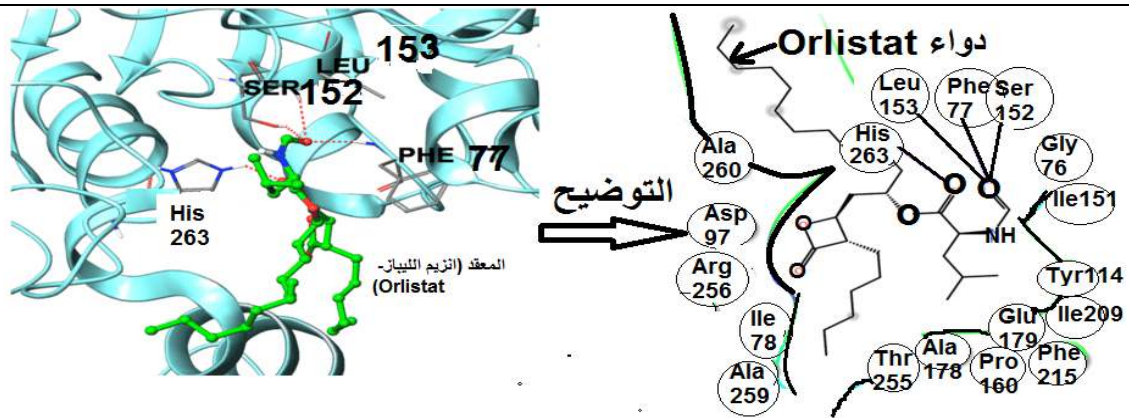 153
LEU
SER 152
PHE 77
His
263
المعقد (انزيم الليباز-
Orlistat)
التوضيح
دواء Orlistat
Leu
153
Phe
77
Ser
152
His
263
Gly
76
Ala
260
Ile151
O
O
O
NH
O
O
Asp
97
Arg
256
Tyr114
Ile209
Glu
179
Ile
78
Ala
178
Pro
160
Phe
215
Thr
255
Ala
259